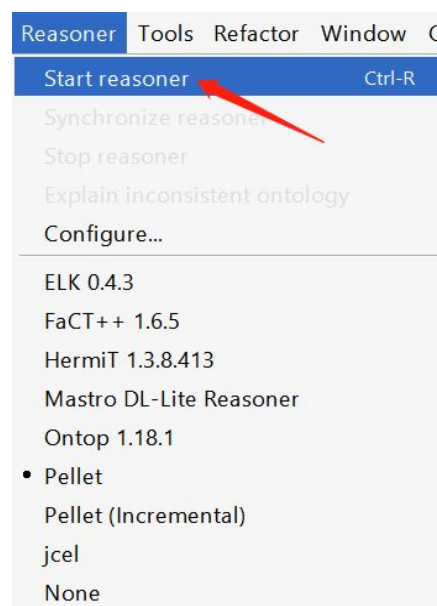 Reasoner Tools Refactor Window
Start reasoner Ctrl-R
Synchronize reasoner
Stop reasoner
Explain inconsistent ontology
Configure...
ELK 0.4.3
FaCT++ 1.6.5
HermiT 1.3.8.413
Mastro DL-Lite Reasoner
Ontop 1.18.1
• Pellet
Pellet (Incremental)
jcel
None